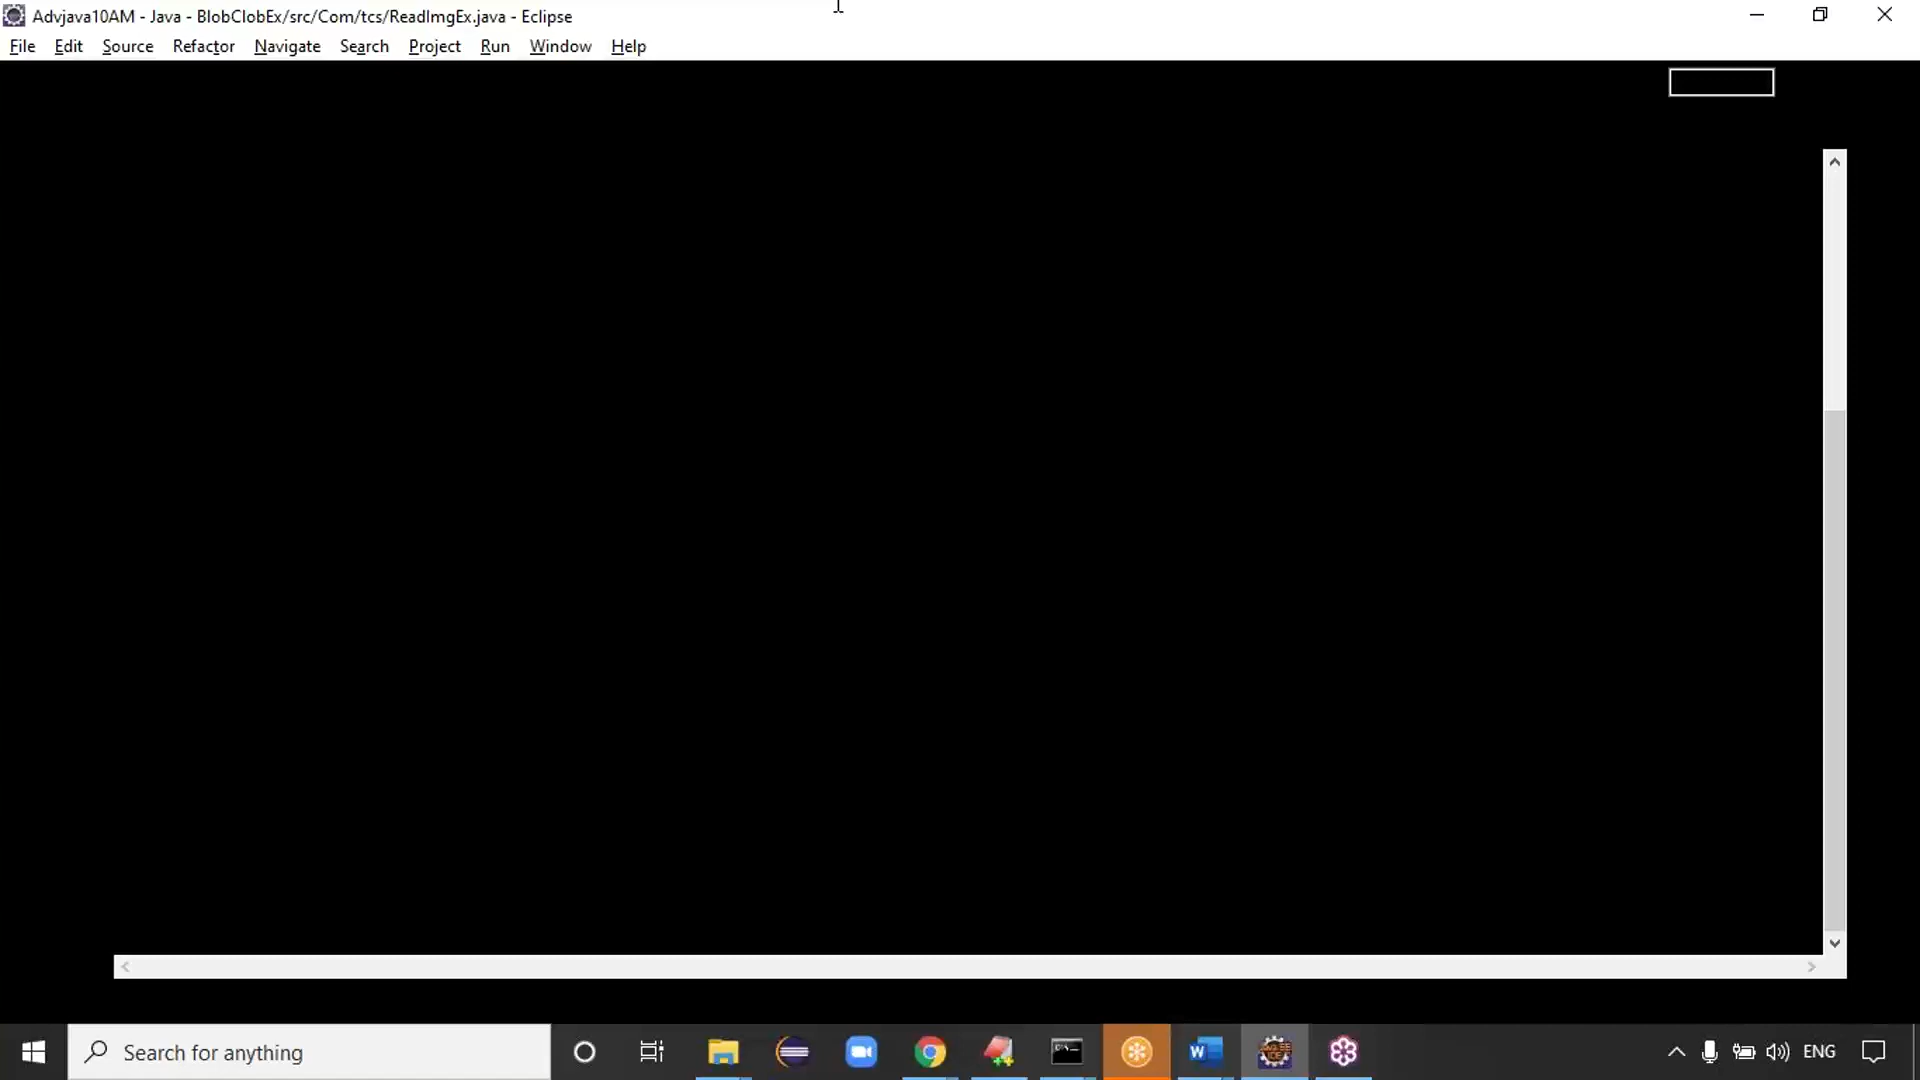 Advjava10AM - Java - BlobClobEx/src/Com/tcs/ReadImgEx.java - Eclipse
File Edit Source Refactor Navigate Search Project Run Window Help
Search for anything
ENG